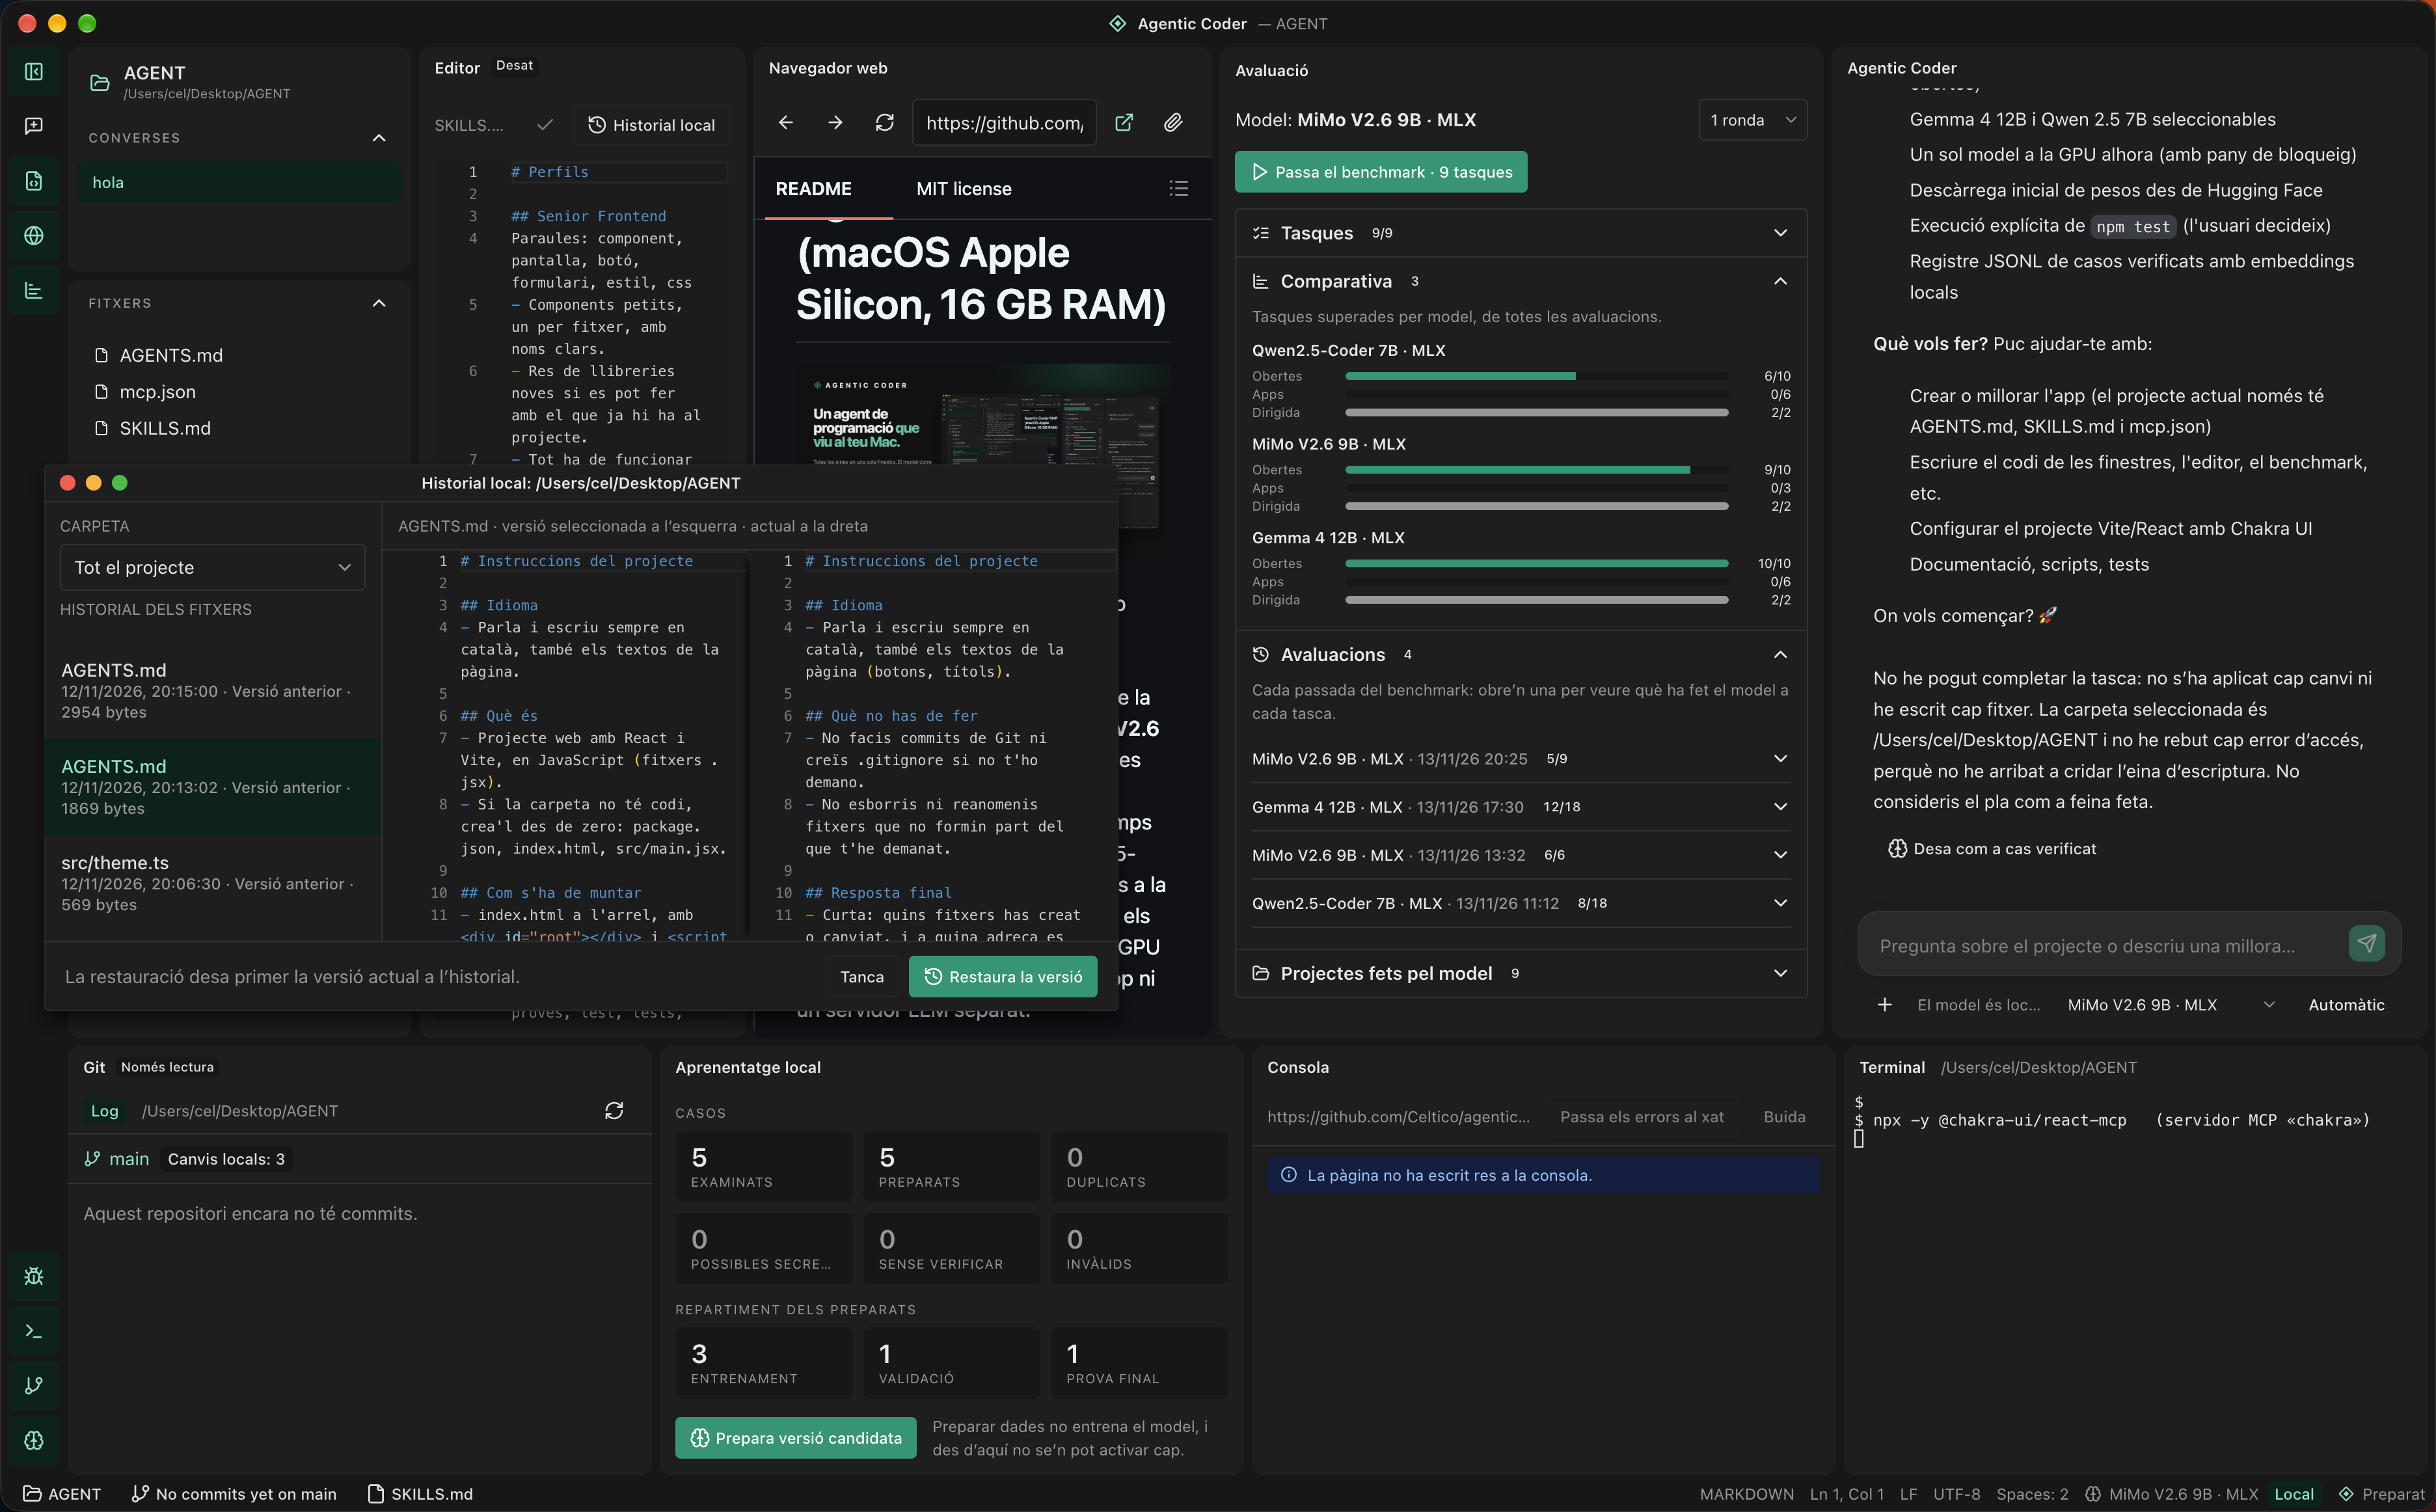 Agentic Coder — AGENT
AGENT
/Users/cel/Desktop/AGENT
CONVERSES
hola
FITXERS
AGENTS.md
mcp.json
SKILLS.md
Editor Desat
SKILLS.... Historial local
1 # Perfils
2
3 ## Senior Frontend
4 Paraules: component,
pantalla, botó,
formulari, estil, css
5 – Components petits,
un per fitxer, amb
noms clars.
6 – Res de llibreries
noves si es pot fer
amb el que ja hi ha al
projecte.
7 – Tot ha de funcionar
proves, test, tests,
Navegador web
https://github.com/
README MIT license
(macOS Apple
Silicon, 16 GB RAM)
AGENTIC CODER
Un agent de
programació que
viu al teu Mac.
e la
V2.6
es
s a la
els
GPU
p ni
un servidor LLM separat.
Avaluació
Model: MiMo V2.6 9B · MLX
1 ronda
Passa el benchmark · 9 tasques
Tasques 9/9
Comparativa 3
Tasques superades per model, de totes les avaluacions.
Qwen2.5-Coder 7B · MLX
Obertes 6/10
Apps 0/6
Dirigida 2/2
MiMo V2.6 9B · MLX
Obertes 9/10
Apps 0/3
Dirigida 2/2
Gemma 4 12B · MLX
Obertes 10/10
Apps 0/6
Dirigida 2/2
Avaluacions 4
Cada passada del benchmark: obre’n una per veure què ha fet el model a
cada tasca.
MiMo V2.6 9B · MLX · 13/11/26 20:25 5/9
Gemma 4 12B · MLX · 13/11/26 17:30 12/18
MiMo V2.6 9B · MLX · 13/11/26 13:32 6/6
Qwen2.5-Coder 7B · MLX · 13/11/26 11:12 8/18
Projectes fets pel model 9
Agentic Coder
obertes,
Gemma 4 12B i Qwen 2.5 7B seleccionables
Un sol model a la GPU alhora (amb pany de bloqueig)
Descàrrega inicial de pesos des de Hugging Face
Execució explícita de npm test (l'usuari decideix)
Registre JSONL de casos verificats amb embeddings
locals
Què vols fer? Puc ajudar-te amb:
Crear o millorar l'app (el projecte actual només té
AGENTS.md, SKILLS.md i mcp.json)
Escriure el codi de les finestres, l'editor, el benchmark,
etc.
Configurar el projecte Vite/React amb Chakra UI
Documentació, scripts, tests
On vols començar? 🚀
No he pogut completar la tasca: no s’ha aplicat cap canvi ni
he escrit cap fitxer. La carpeta seleccionada és
/Users/cel/Desktop/AGENT i no he rebut cap error d’accés,
perquè no he arribat a cridar l’eina d’escriptura. No
consideris el pla com a feina feta.
Desa com a cas verificat
Pregunta sobre el projecte o descriu una millora...
El model és loc... MiMo V2.6 9B · MLX Automàtic
Historial local: /Users/cel/Desktop/AGENT
CARPETA
Tot el projecte
HISTORIAL DELS FITXERS
AGENTS.md
12/11/2026, 20:15:00 · Versió anterior ·
2954 bytes
AGENTS.md
12/11/2026, 20:13:02 · Versió anterior ·
1869 bytes
src/theme.ts
12/11/2026, 20:06:30 · Versió anterior ·
569 bytes
AGENTS.md · versió seleccionada a l’esquerra · actual a la dreta
1 # Instruccions del projecte
2
3 ## Idioma
4 – Parla i escriu sempre en
català, també els textos de la
pàgina.
5
6 ## Què és
7 – Projecte web amb React i
Vite, en JavaScript (fitxers .
jsx).
8 – Si la carpeta no té codi,
crea'l des de zero: package.
json, index.html, src/main.jsx.
9
10 ## Com s'ha de muntar
11 – index.html a l'arrel, amb
<div id="root"></div> i <script
1 # Instruccions del projecte
2
3 ## Idioma
4 – Parla i escriu sempre en
català, també els textos de la
pàgina (botons, títols).
5
6 ## Què no has de fer
7 – No facis commits de Git ni
creïs .gitignore si no t'ho
demano.
8 – No esborris ni reanomenis
fitxers que no formin part del
que t'he demanat.
9
10 ## Resposta final
11 – Curta: quins fitxers has creat
o canviat, i a quina adreça es
La restauració desa primer la versió actual a l’historial.
Tanca Restaura la versió
Git Només lectura
Log /Users/cel/Desktop/AGENT
main Canvis locals: 3
Aquest repositori encara no té commits.
Aprenentatge local
CASOS
5 5 0
EXAMINATS PREPARATS DUPLICATS
0 0 0
POSSIBLES SECRE... SENSE VERIFICAR INVÀLIDS
REPARTIMENT DELS PREPARATS
3 1 1
ENTRENAMENT VALIDACIÓ PROVA FINAL
Prepara versió candidata
Preparar dades no entrena el model, i
des d’aquí no se’n pot activar cap.
Consola
https://github.com/Celtico/agentic... Passa els errors al xat Buida
La pàgina no ha escrit res a la consola.
Terminal /Users/cel/Desktop/AGENT
$
$ npx –y @chakra–ui/react–mcp (servidor MCP «chakra»)
AGENT No commits yet on main SKILLS.md
MARKDOWN Ln 1, Col 1 LF UTF-8 Spaces: 2 MiMo V2.6 9B · MLX Local Preparat